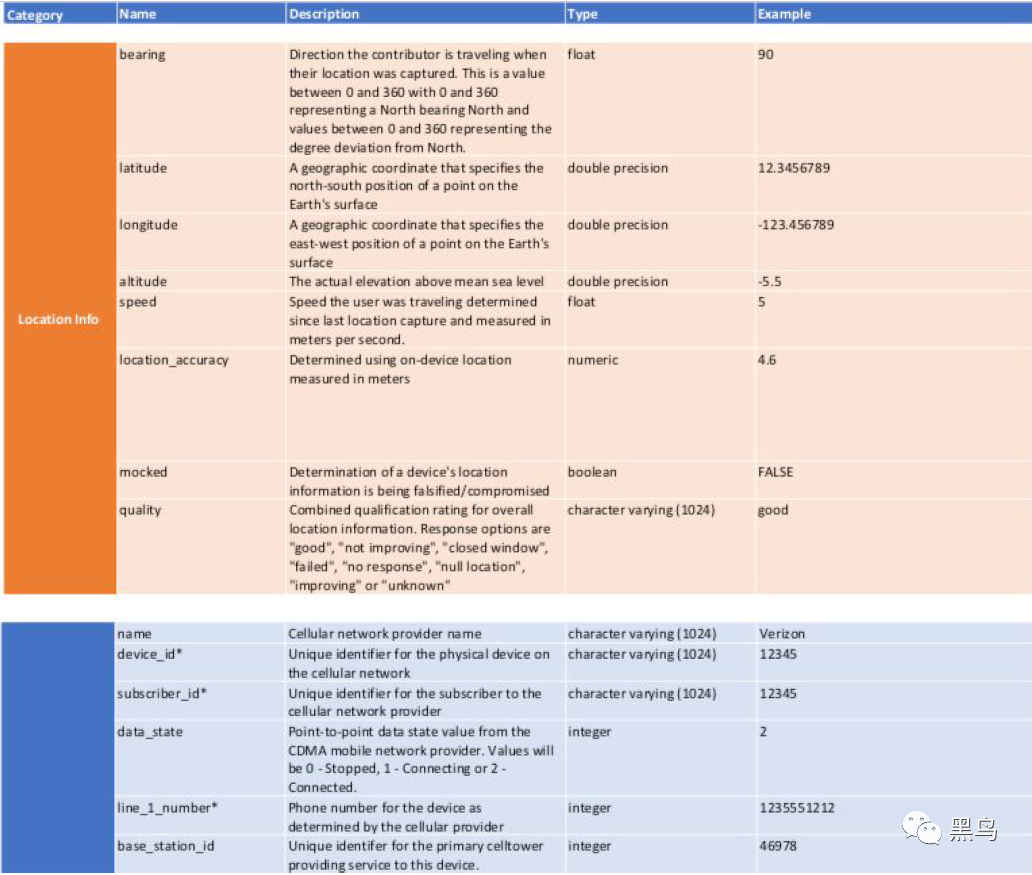 Category Name Description Type Example
bearing Direction the contributor is traveling when float 90
their location was captured. This is a value
between 0 and 360 with 0 and 360
representing a North bearing North and
values between 0 and 360 representing the
degree deviation from North.
latitude A geographic coordinate that specifies the double precision 12.3456789
north-south position of a point on the
Earth's surface
longitude A geographic coordinate that specifies the double precision -123.456789
east-west position of a point on the Earth's
surface
altitude The actual elevation above mean sea level double precision -5.5
speed Speed the user was traveling determined float 5
Location Info since last location capture and measured in
meters per second.
location_accuracy Determined using on-device location numeric 4.6
measured in meters
mocked Determination of a device's location boolean FALSE
information is being falsified/compromised
quality Combined qualification rating for overall character varying (1024) good
location information. Response options are
"good", "not improving", "closed window",
"failed", "no response", "null location",
"improving" or "unknown"
name Cellular network provider name character varying (1024) Verizon
device_id* Unique identifier for the physical device on character varying (1024) 12345
the cellular network
subscriber_id* Unique identifier for the subscriber to the character varying (1024) 12345
cellular network provider
data_state Point-to-point data state value from the integer 2
CDMA mobile network provider. Values will
be 0 - Stopped, 1 - Connecting or 2 -
Connected.
line_1_number* Phone number for the device as integer 1235551212
determined by the cellular provider
黑鸟
base_station_id Unique identifer for the primary celltower integer 46978
providing service to this device.